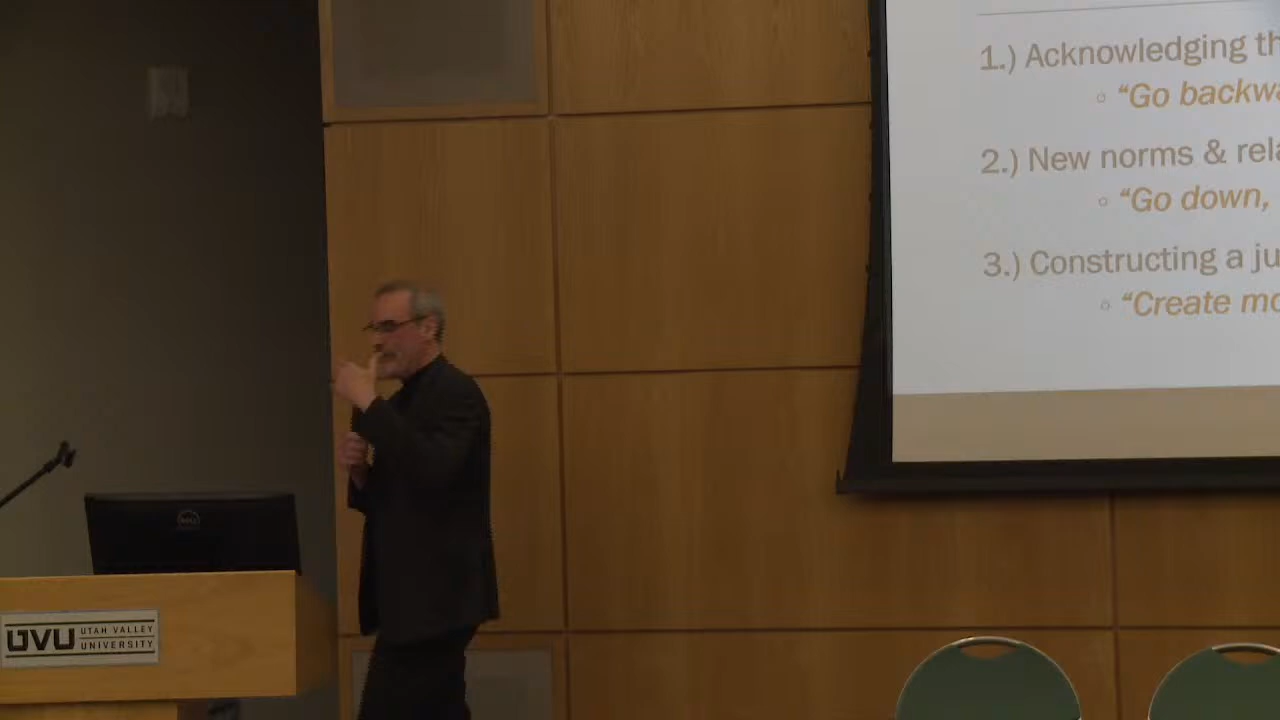 1.) Acknowledging th
"Go backwa
2.) New norms & rela
"Go down,
3.) Constructing a ju
"Create mo
DELL
UVU UTAH VALLEY
UNIVERSITY